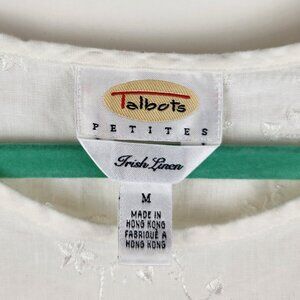 Talbots
PETITES
Irish Linen
M
MADE IN
HONG KONG
FABRIQUÉ A
HONG KONG